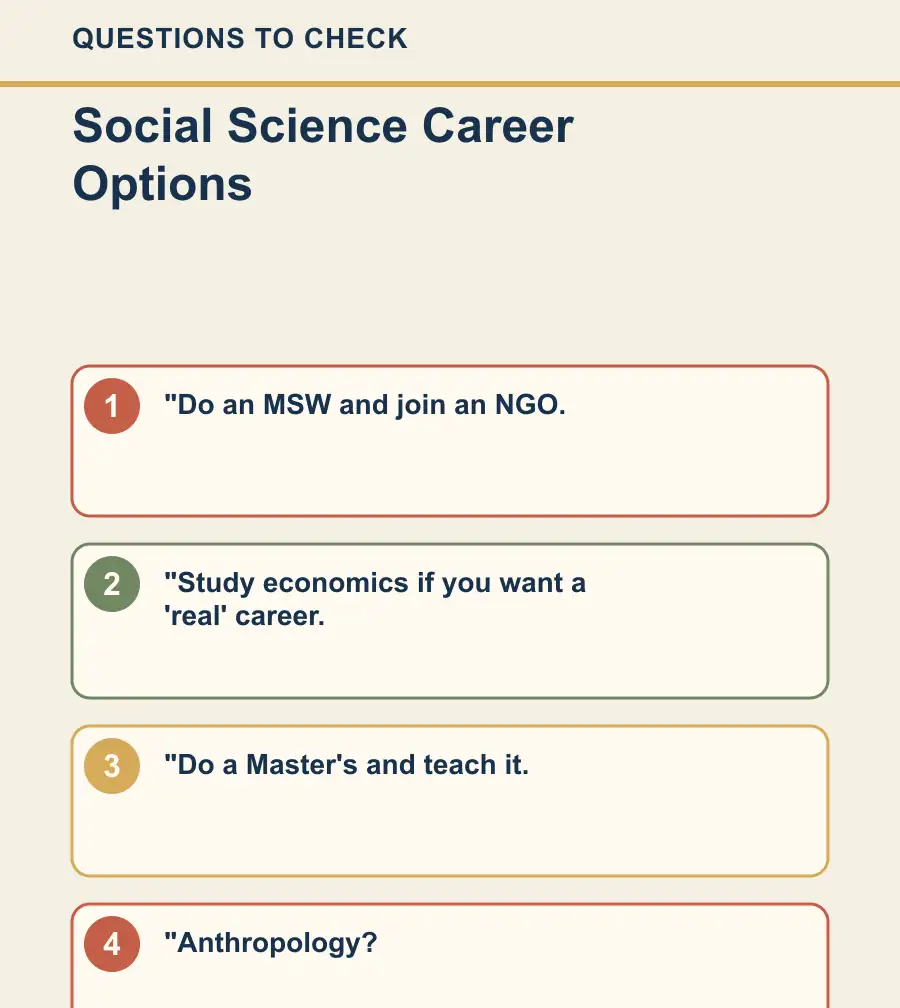 QUESTIONS TO CHECK
Social Science Career
Options
1
"Do an MSW and join an NGO.
2
"Study economics if you want a
'real' career.
3
"Do a Master's and teach it.
4
"Anthropology?